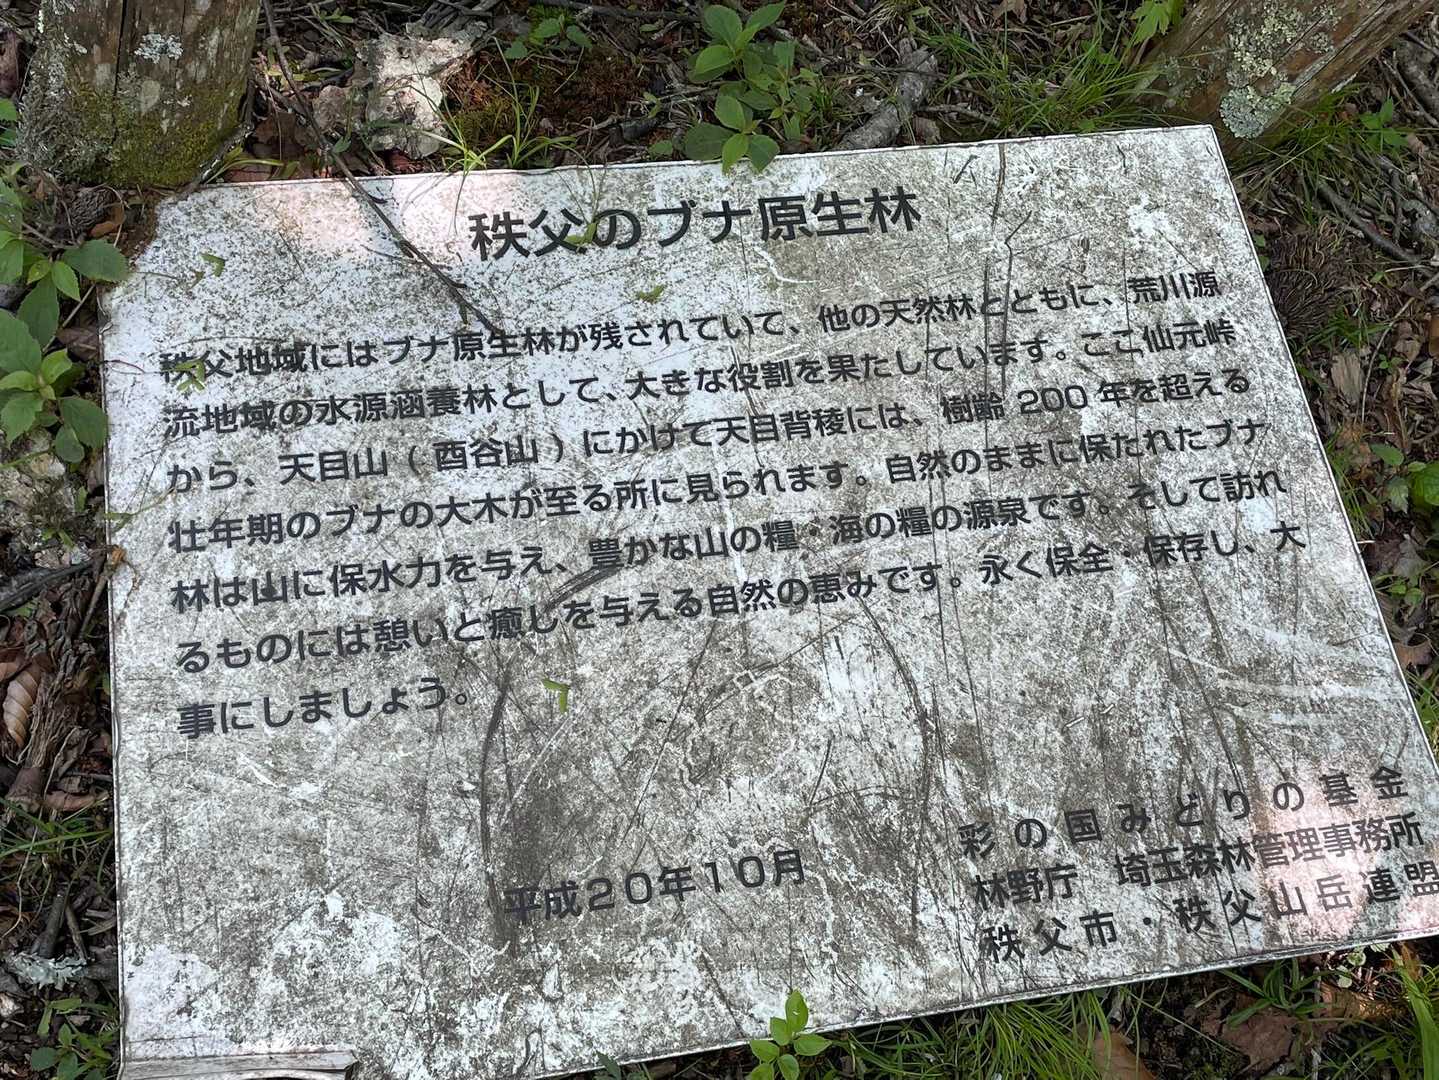 秩父のブナ原生林
秩父地域にはブナ原生林が残されていて、他の天然林とともに、荒川源
流地域の水源涵養林として、大きな役割を果たしています。ここ仙元峠
から、天目山(酉谷山)にかけて天目背稜には、樹齢200年を超える
壮年期のブナの大木が至る所に見られます。自然のままに保たれたブナ
林は山に保水力を与え、豊かな山の糧・海の糧の源泉です。そして訪れ
るものには憩いと癒しを与える自然の恵みです。永く保全・保存し、大
事にしましょう。
平成20年10月
彩の国みどりの基金
林野庁 埼玉森林管理事務所
秩父市・秩父山岳連盟